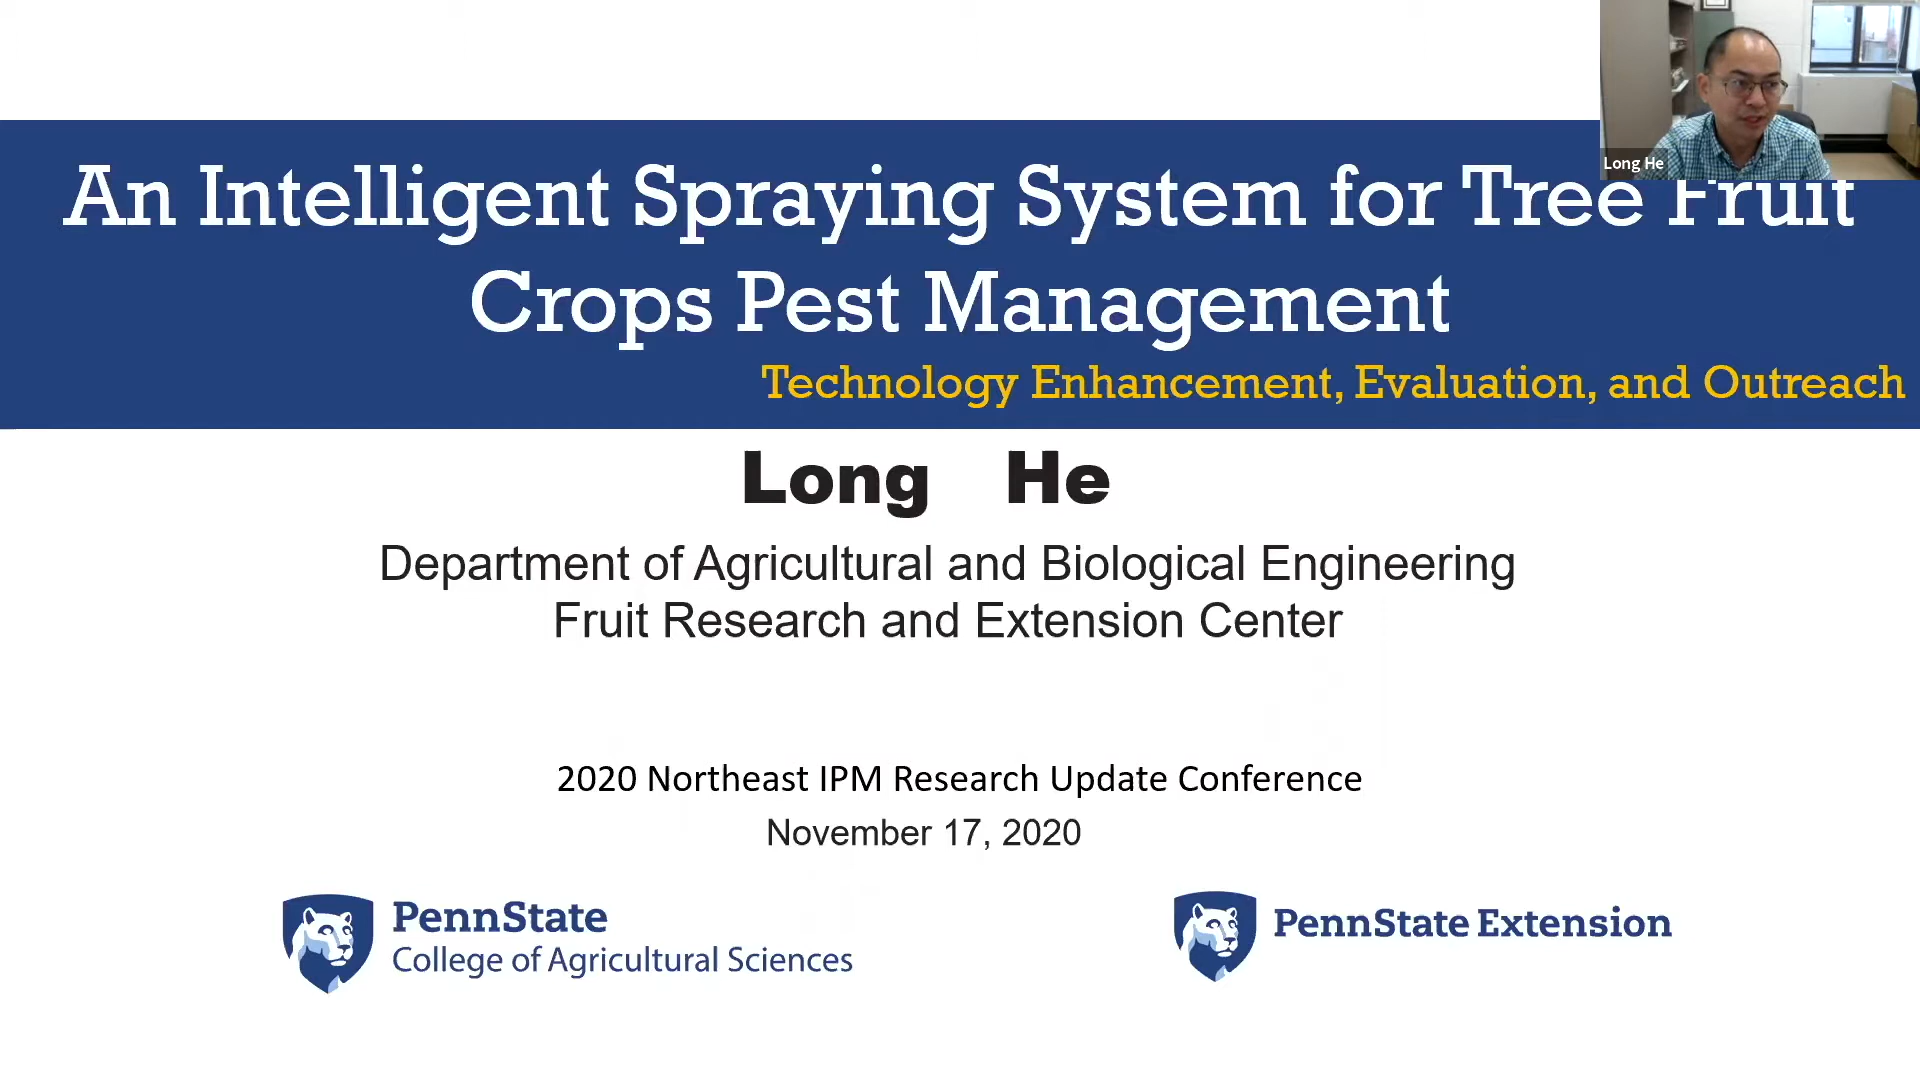 Long He
An Intelligent Spraying System for Tree Fruit
Crops Pest Management
Technology Enhancement, Evaluation, and Outreach
Long He
Department of Agricultural and Biological Engineering
Fruit Research and Extension Center
2020 Northeast IPM Research Update Conference
November 17, 2020
PennState
College of Agricultural Sciences
PennState Extension